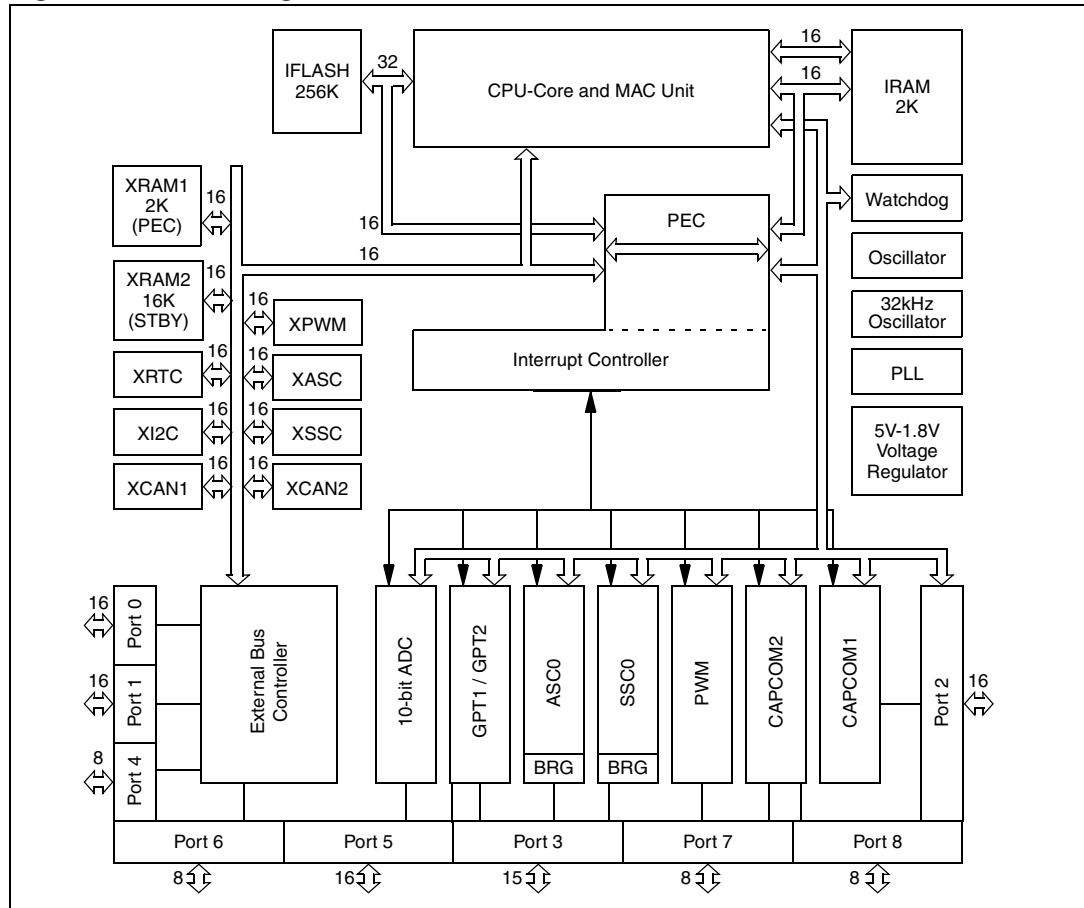 IFLASH
256K
32
CPU-Core and MAC Unit
16
16
IRAM
2K
XRAM1
2K
(PEC)
16
16
16
PEC
Watchdog
XRAM2
16K
(STBY)
16
16
XPWM
Oscillator
32kHz
Oscillator
Interrupt Controller
XRTC
16
16
XASC
PLL
XI2C
16
16
XSSC
5V-1.8V
Voltage
Regulator
XCAN1
16
16
XCAN2
16
Port 0
16
Port 1
8
Port 4
External Bus
Controller
10-bit ADC
GPT1 / GPT2
ASC0
BRG
SSC0
BRG
PWM
CAPCOM2
CAPCOM1
Port 2
16
Port 6
Port 5
Port 3
Port 7
Port 8
8
16
15
8
8